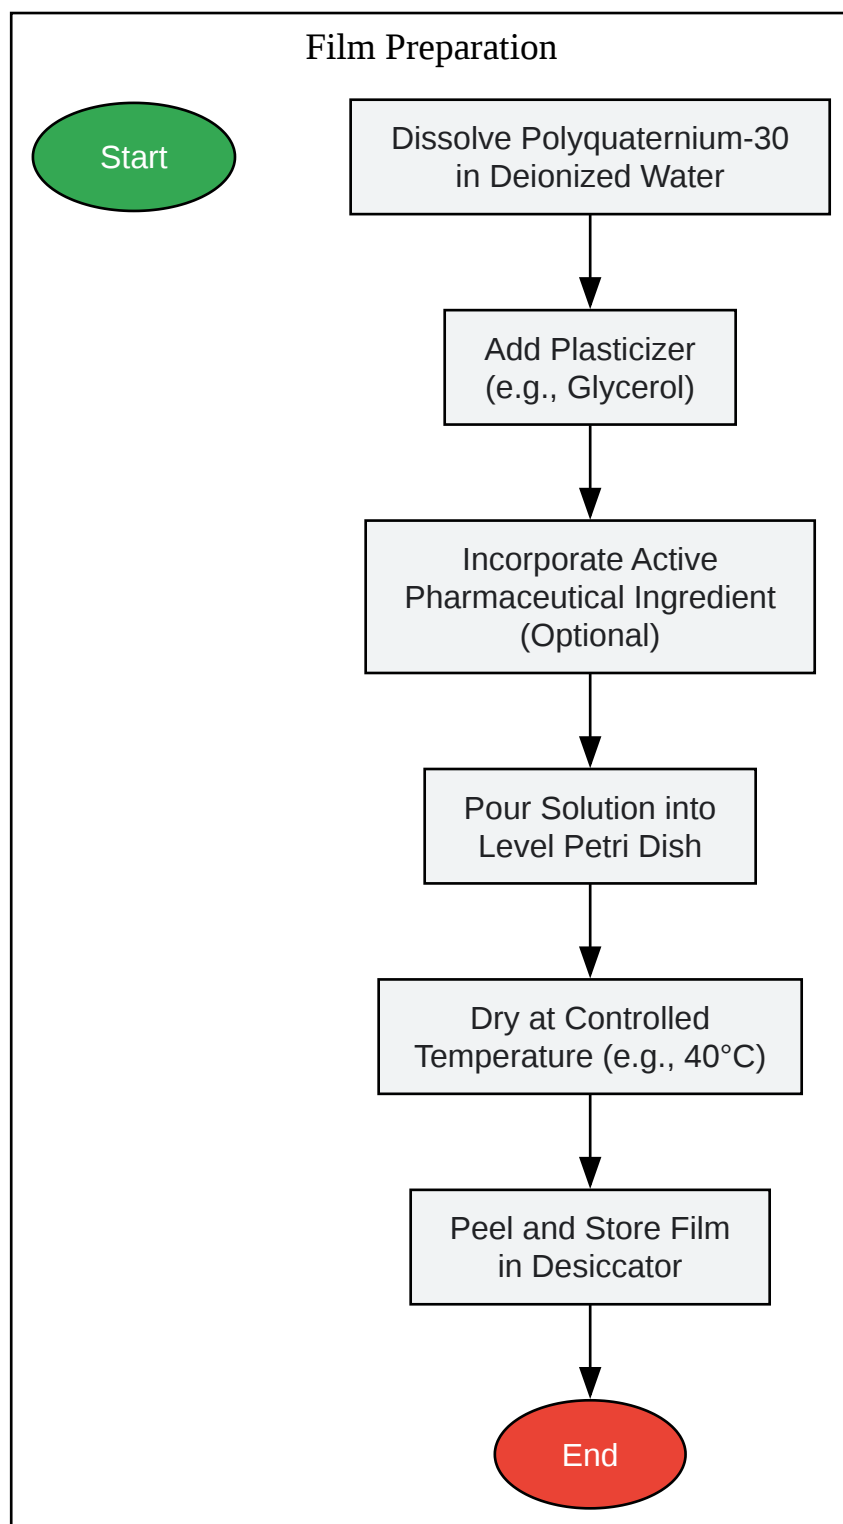 Film Preparation
Start
Dissolve Polyquaternium-30
in Deionized Water
Add Plasticizer
(e.g., Glycerol)
Incorporate Active
Pharmaceutical Ingredient
(Optional)
Pour Solution into
Level Petri Dish
Dry at Controlled
Temperature (e.g., 40°C)
Peel and Store Film
in Desiccator
End